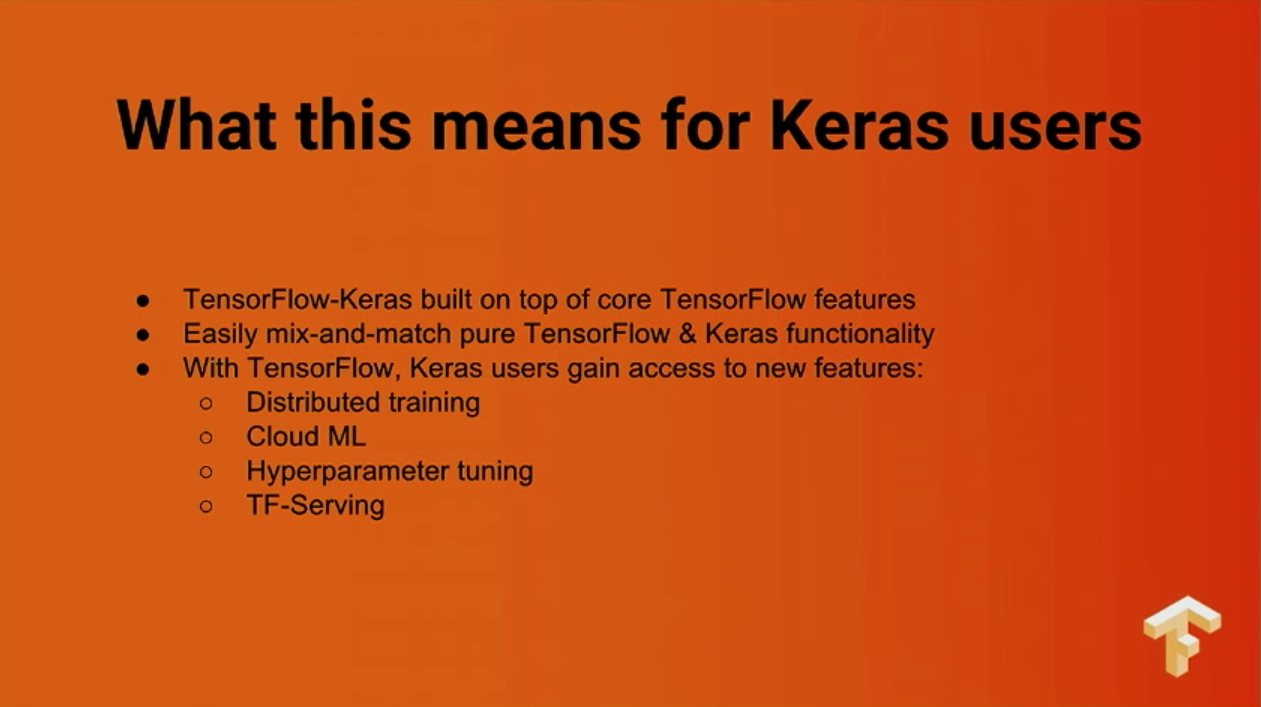 What this means for Keras users
● TensorFlow-Keras built on top of core TensorFlow features
● Easily mix-and-match pure TensorFlow & Keras functionality
● With TensorFlow, Keras users gain access to new features:
○ Distributed training
○ Cloud ML
○ Hyperparameter tuning
○ TF-Serving